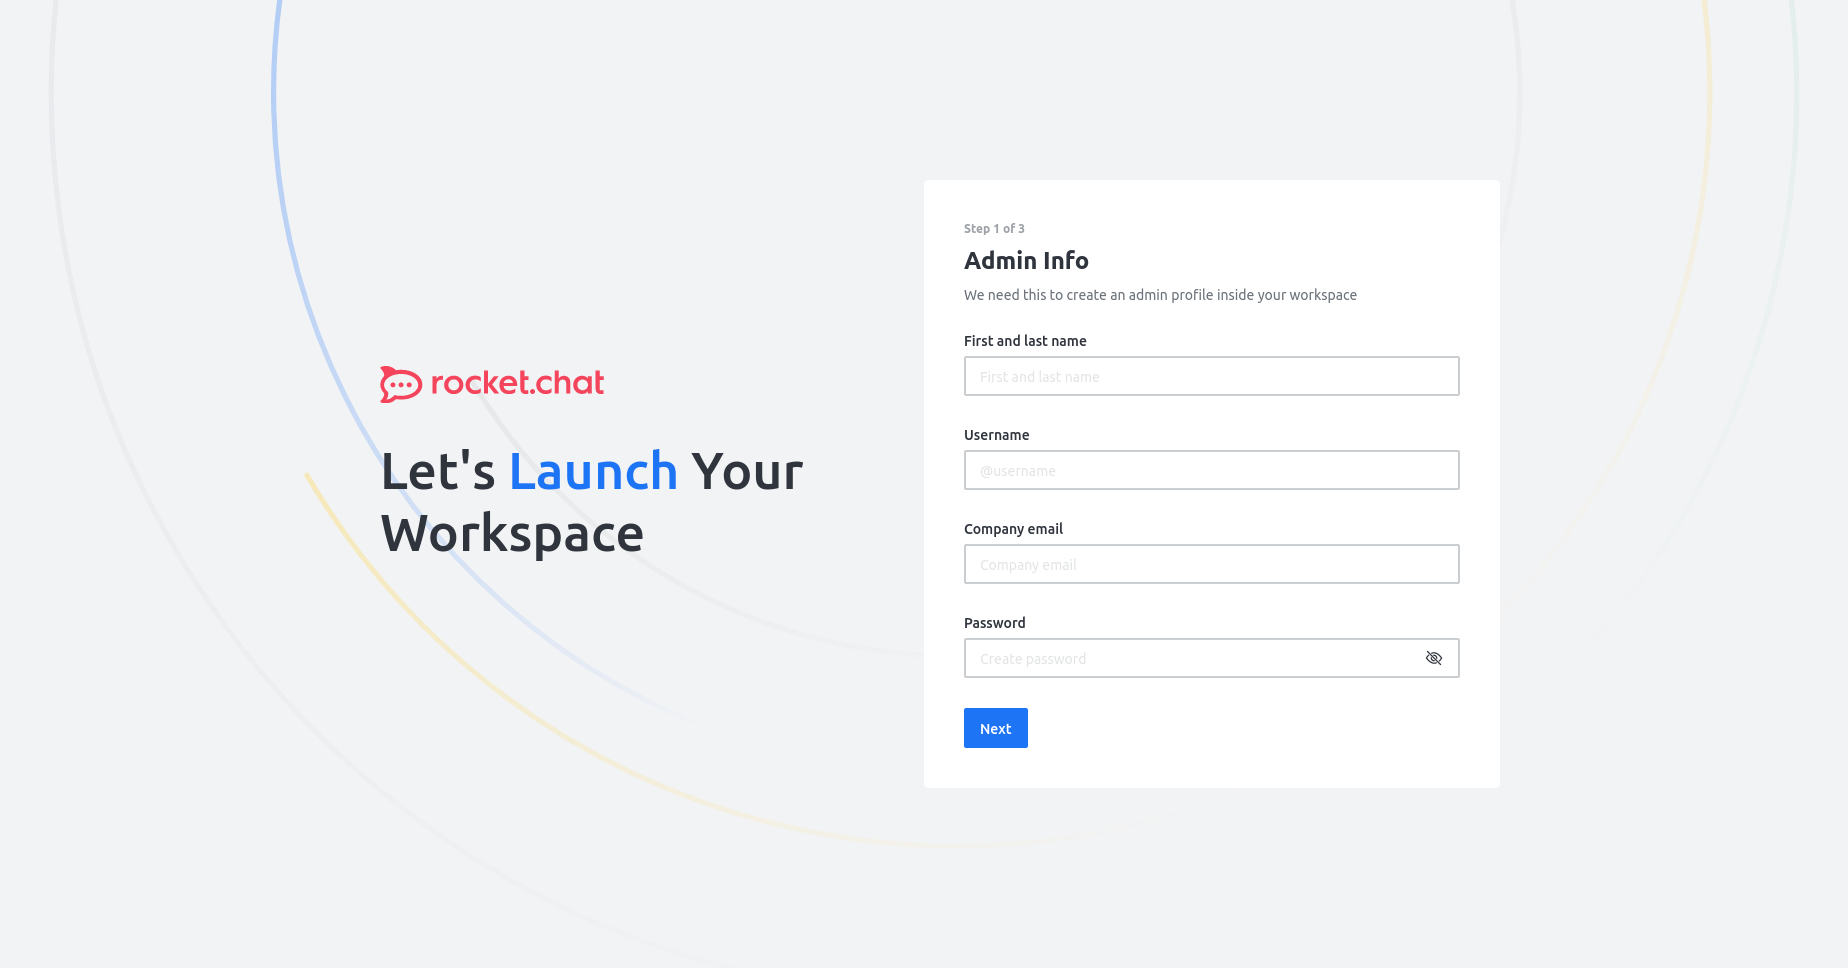 rocket.chat
Let's Launch Your
Workspace
Step 1 of 3
Admin Info
We need this to create an admin profile inside your workspace
First and last name
First and last name
Username
@username
Company email
Company email
Password
Create password
Next